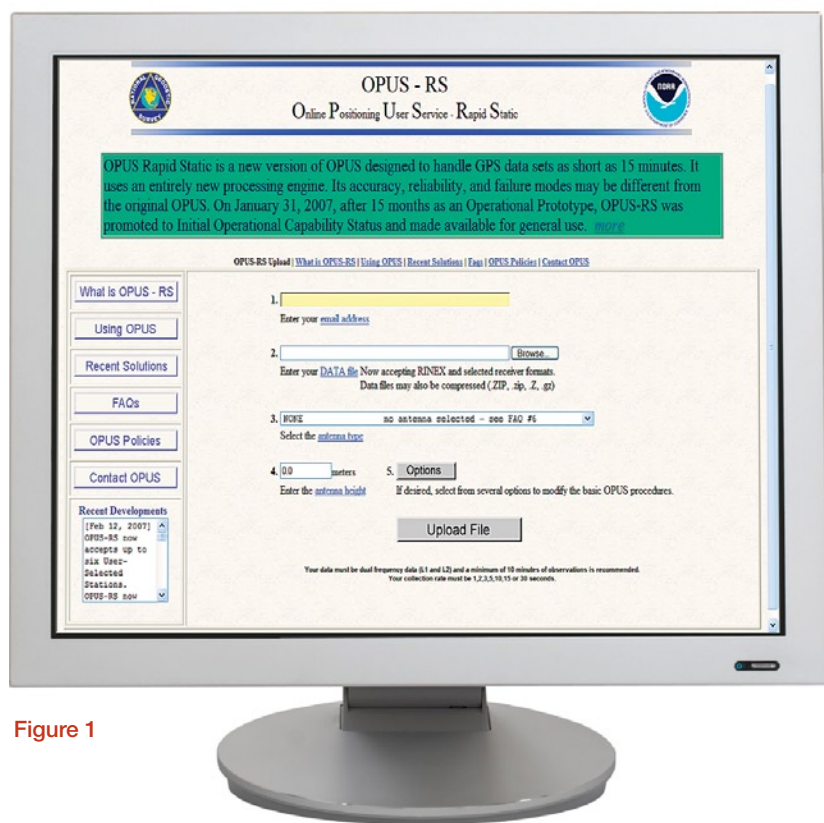 OPUS - RS
Online Positioning User Service - Rapid Static
NOAA
OPUS Rapid Static is a new version of OPUS designed to handle GPS data sets as short as 15 minutes. It
uses an entirely new processing engine. Its accuracy, reliability, and failure modes may be different from
the original OPUS. On January 31, 2007, after 15 months as an Operational Prototype, OPUS-RS was
promoted to Initial Operational Capability Status and made available for general use. more
OPUS-RS Upload | What is OPUS-RS | Using OPUS | Recent Solutions | Faqs | OPUS Policies | Contact OPUS
What is OPUS - RS
Using OPUS
Recent Solutions
FAQs
OPUS Policies
Contact OPUS
Recent Developments
[Feb 12, 2007]
OPUS-RS now
accepts up to
six User-
Selected
Stations.
OPUS-RS now
1.
Enter your email address
2. Browse...
Enter your DATA file Now accepting RINEX and selected receiver formats.
Data files may also be compressed (.ZIP, .zip, .Z, .gz)
3. NONE no antenna selected - see FAQ #6
Select the antenna type
4. 0.0 meters 5. Options
Enter the antenna height If desired, select from several options to modify the basic OPUS procedures.
Upload File
Your data must be dual frequency data (L1 and L2) and a minimum of 10 minutes of observations is recommended.
Your collection rate must be 1,2,3,5,10,15 or 30 seconds.
Figure 1